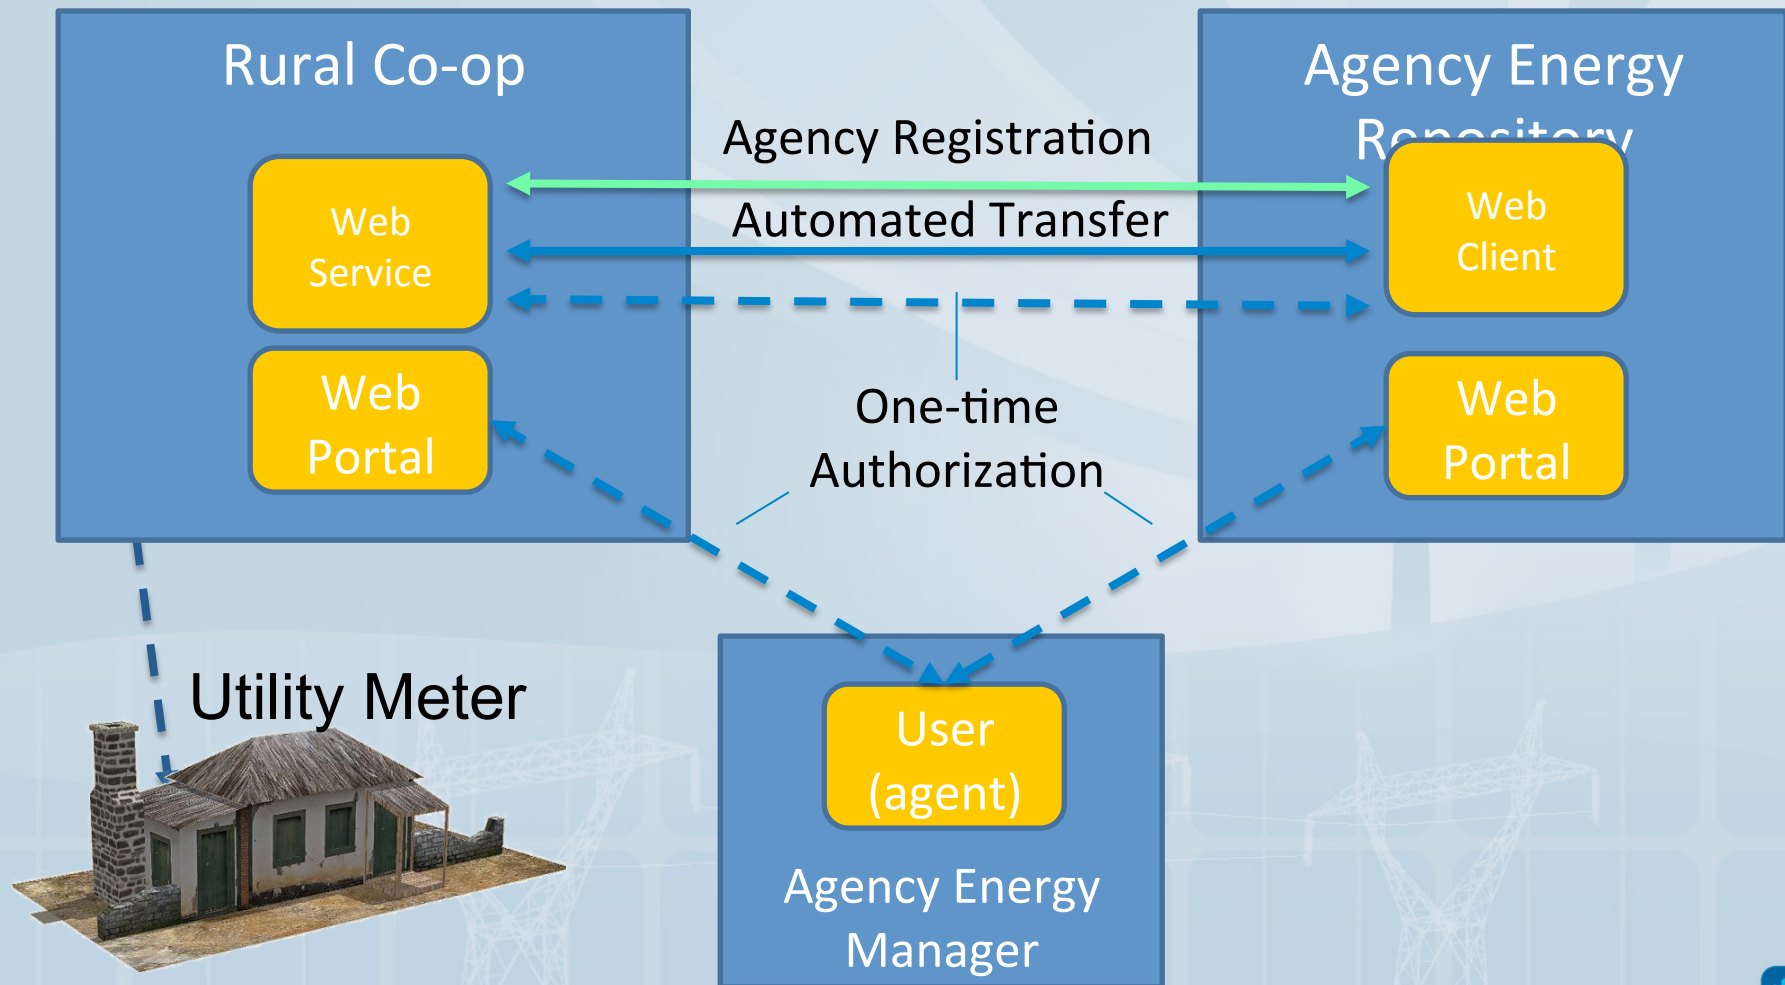 Rural Co-op
Agency Energy
Repository
Agency Registration
Automated Transfer
Web
Service
Web
Client
One-time
Authorization
Web
Portal
Web
Portal
Utility Meter
User
(agent)
Agency Energy
Manager